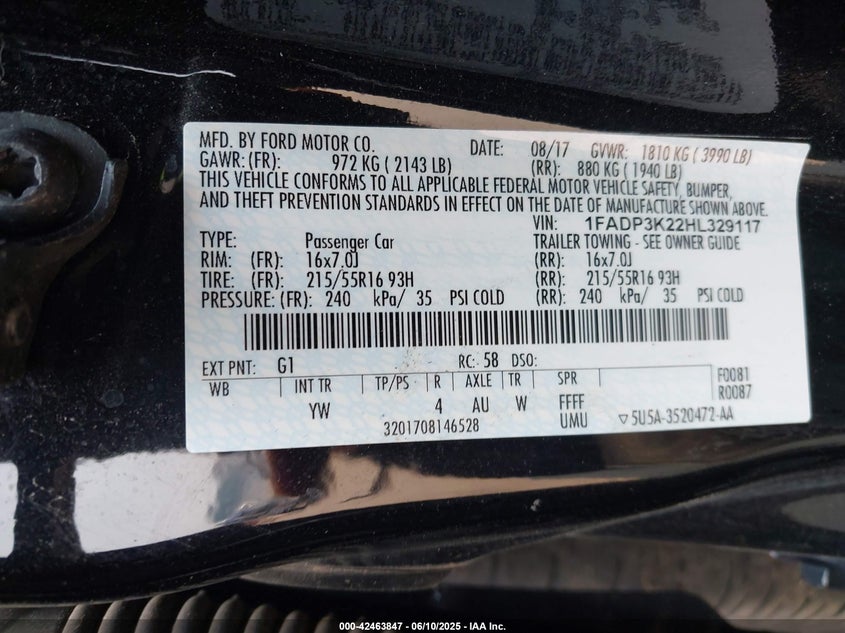 MFD. BY FORD MOTOR CO. DATE: 08/17 GVWR: 1810 KG ( 3990 LB)
GAWR: (FR): 972 KG ( 2143 LB) (RR): 880 KG ( 1940 LB)
THIS VEHICLE CONFORMS TO ALL APPLICABLE FEDERAL MOTOR VEHICLE SAFETY, BUMPER,
AND THEFT PREVENTION STANDARDS IN EFFECT ON THE DATE OF MANUFACTURE SHOWN ABOVE.
VIN: 1FADP3K22HL329117
TYPE: Passenger Car TRAILER TOWING - SEE OWNER GUIDE
RIM: (FR): 16x7.0J (RR): 16x7.0J
TIRE: (FR): 215/55R16 93H (RR): 215/55R16 93H
PRESSURE: (FR): 240 kPa/ 35 PSI COLD (RR): 240 kPa/ 35 PSI COLD
EXT PNT: G1 RC: 58 DSO:
WB INT TR TP/PS R AXLE TR SPR F0081
R0087
YW 4 AU W FFFF
UMU
3201708146528 ▽5U5A-3520472-AA
000-42463847 - 06/10/2025 - IAA Inc.